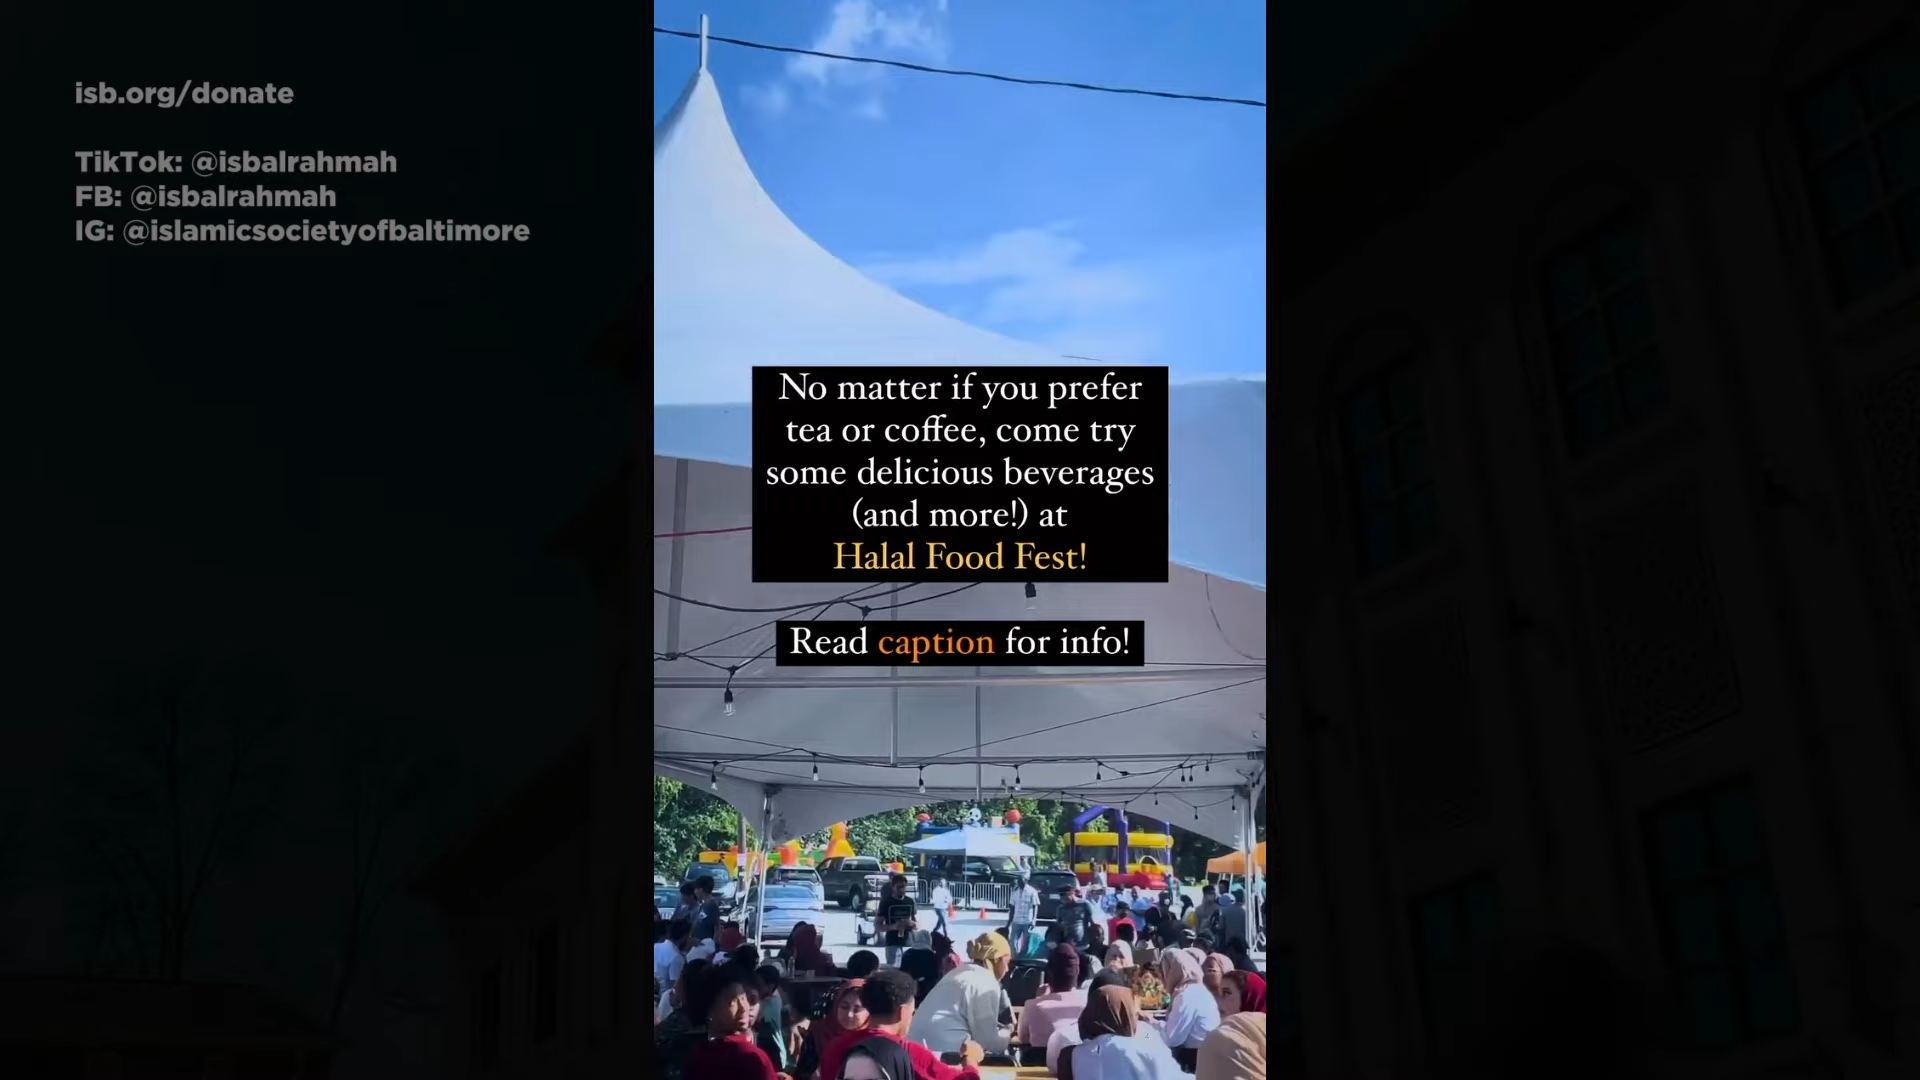 isb.org/donate
TikTok: @isbalrahmah
FB: @isbalrahmah
IG: @islamicsocietyofbaltimore
No matter if you prefer
tea or coffee, come try
some delicious beverages
(and more!) at
Halal Food Fest!
Read caption for info!